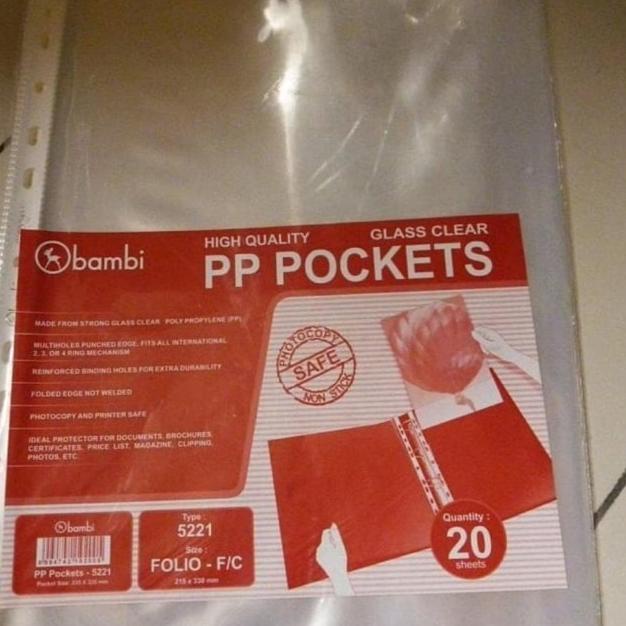 bambi
HIGH QUALITY GLASS CLEAR
PP POCKETS
MADE FROM STRONG GLASS CLEAR POLY PROPYLENE (PP)
MULTIHOLES PUNCHED EDGE, FITS ALL INTERNATIONAL
2, 3, OR 4 RING MECHANISM
REINFORCED BINDING HOLES FOR EXTRA DURABILITY
FOLDED EDGE NOT WELDED
PHOTOCOPY AND PRINTER SAFE
IDEAL PROTECTOR FOR DOCUMENTS, BROCHURES,
CERTIFICATES, PRICE LIST, MAGAZINE, CLIPPING,
PHOTOS, ETC.
PHOTOCOPY
SAFE
NON STICK
bambi
PP Pockets - 5221
Type :
5221
Size :
FOLIO - F/C
215 x 330 mm
Quantity :
20
sheets